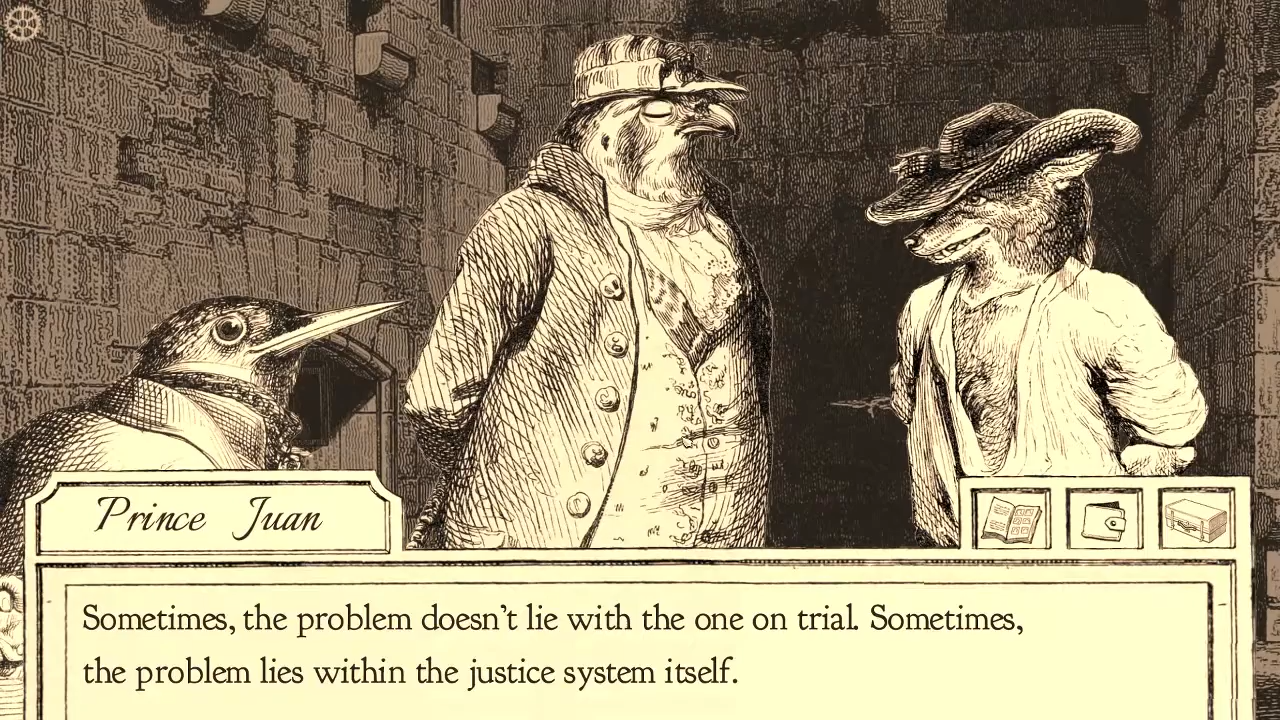 Prince Juan
Sometimes, the problem doesn't lie with the one on trial. Sometimes,
the problem lies within the justice system itself.